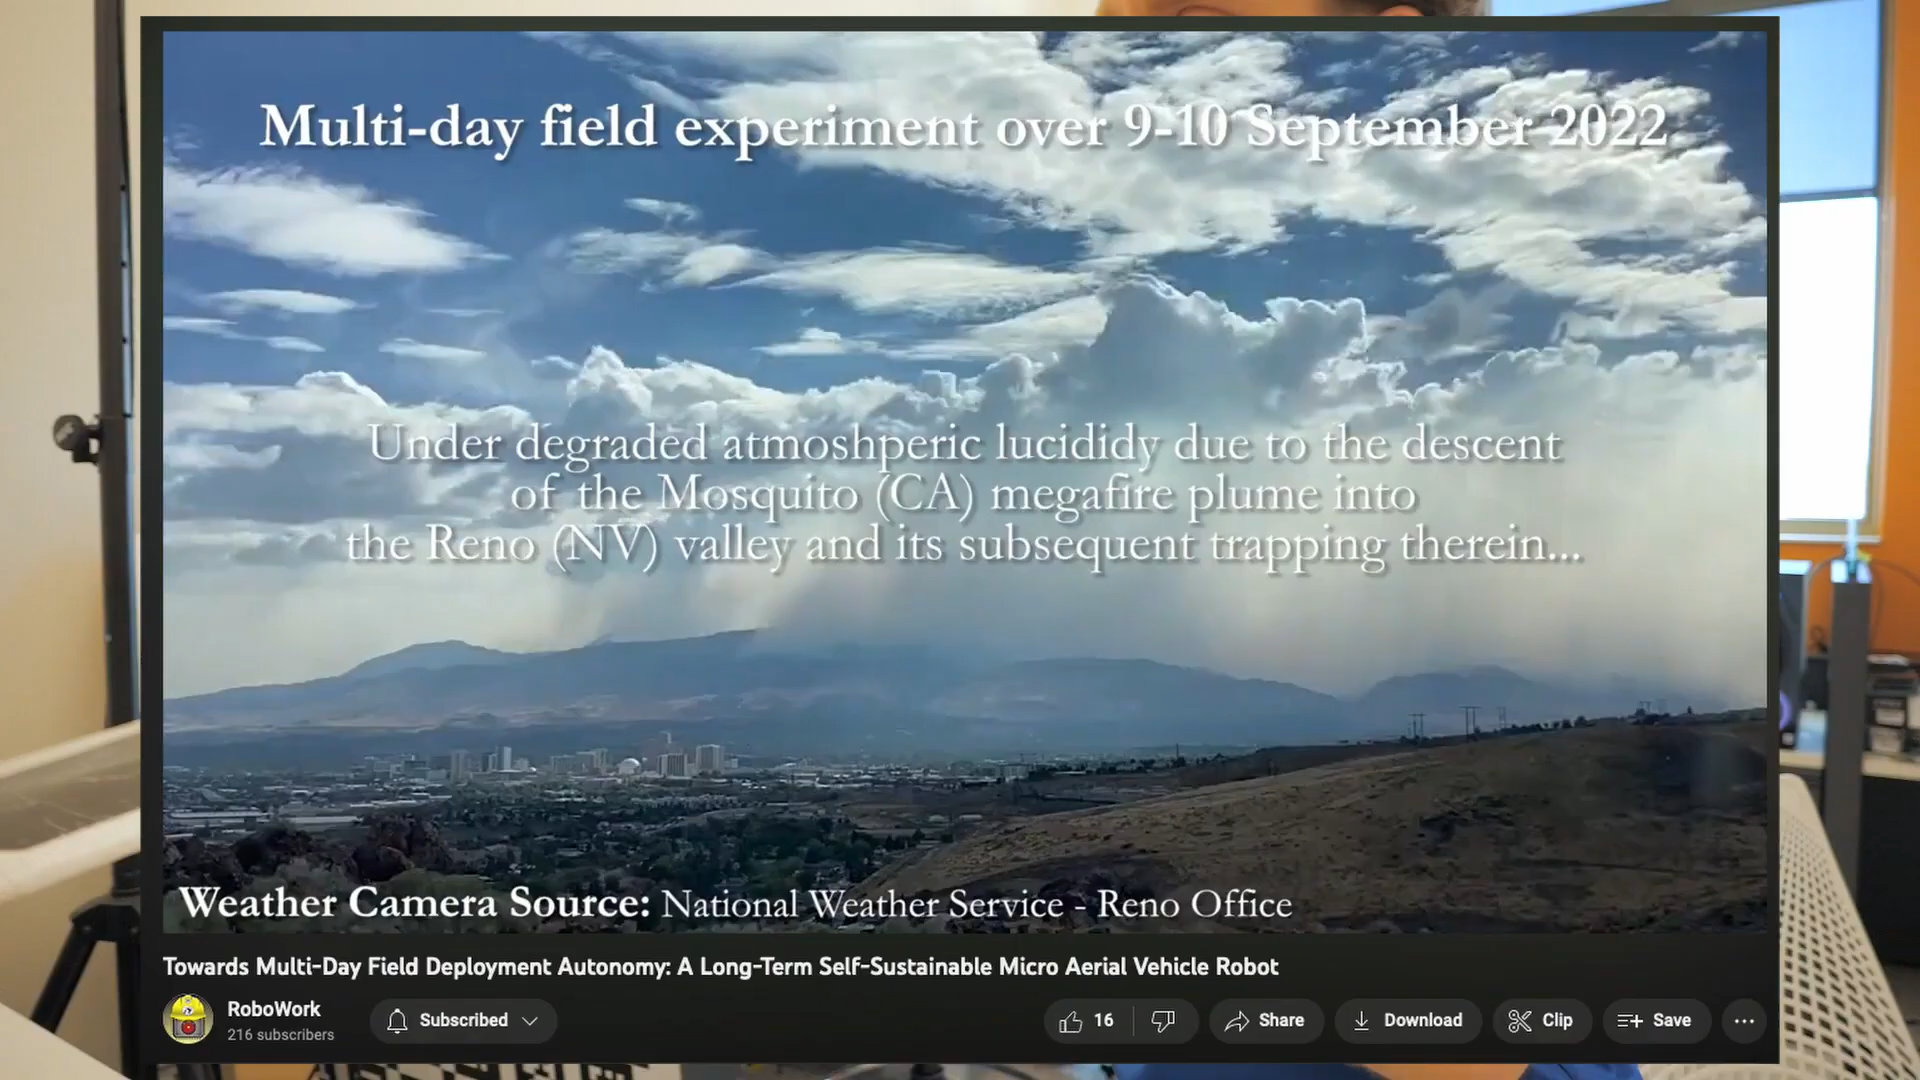 Multi-day field experiment over 9-10 September 2022
Under degraded atmoshperic lucididy due to the descent
of the Mosquito (CA) megafire plume into
the Reno (NV) valley and its subsequent trapping therein...
Weather Camera Source: National Weather Service - Reno Office
Towards Multi-Day Field Deployment Autonomy: A Long-Term Self-Sustainable Micro Aerial Vehicle Robot
RoboWork
216 subscribers
Subscribed
16
Share
Download
Clip
Save